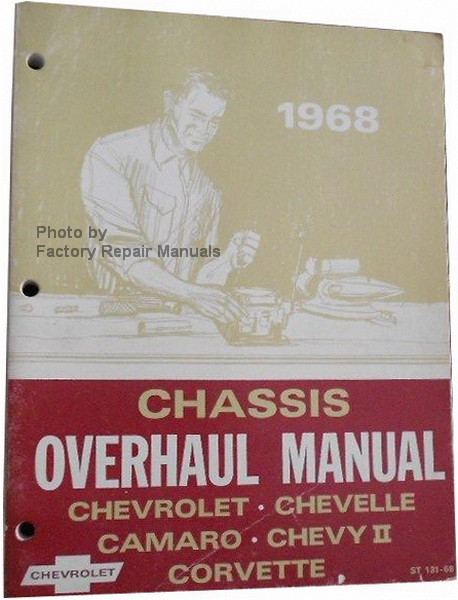 1968
Photo by
Factory Repair Manuals
CHASSIS
OVERHAUL MANUAL
CHEVROLET · CHEVELLE
CAMARO · CHEVY II
CORVETTE
CHEVROLET
ST 131-68